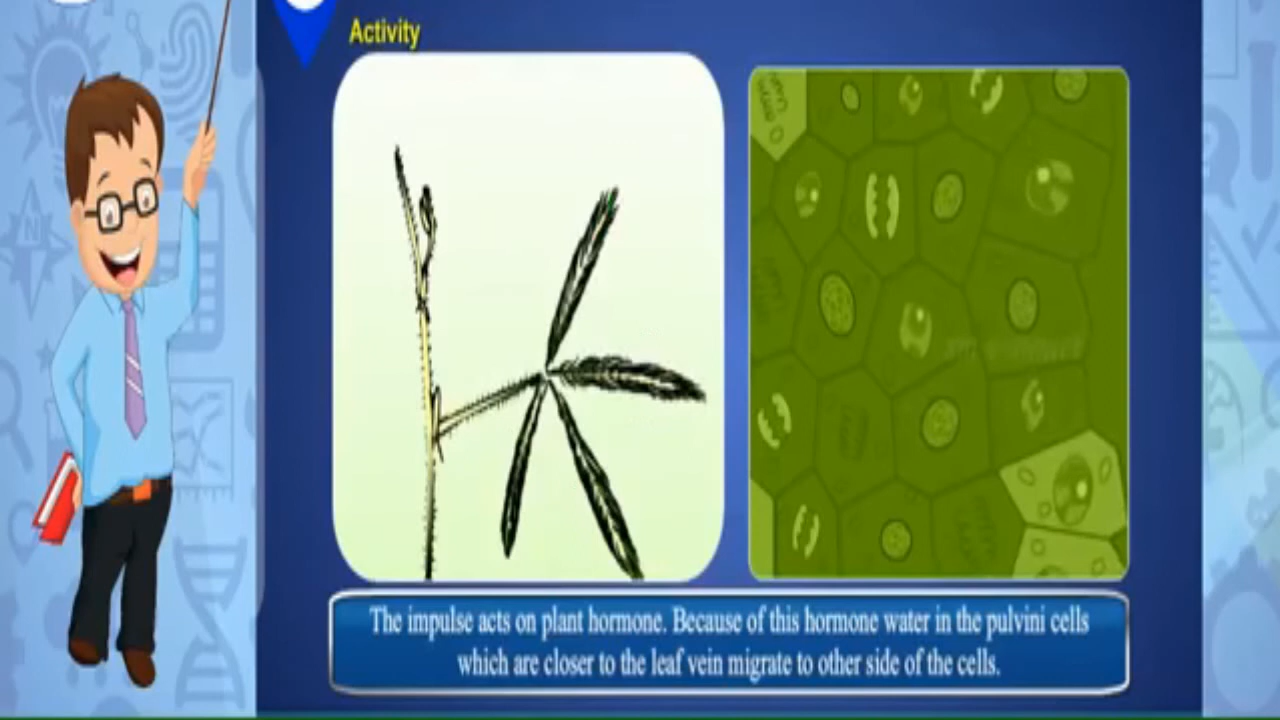 Activity
The impulse acts on plant hormone. Because of this hormone water in the pulvini cells
which are closer to the leaf vein migrate to other side of the cells.